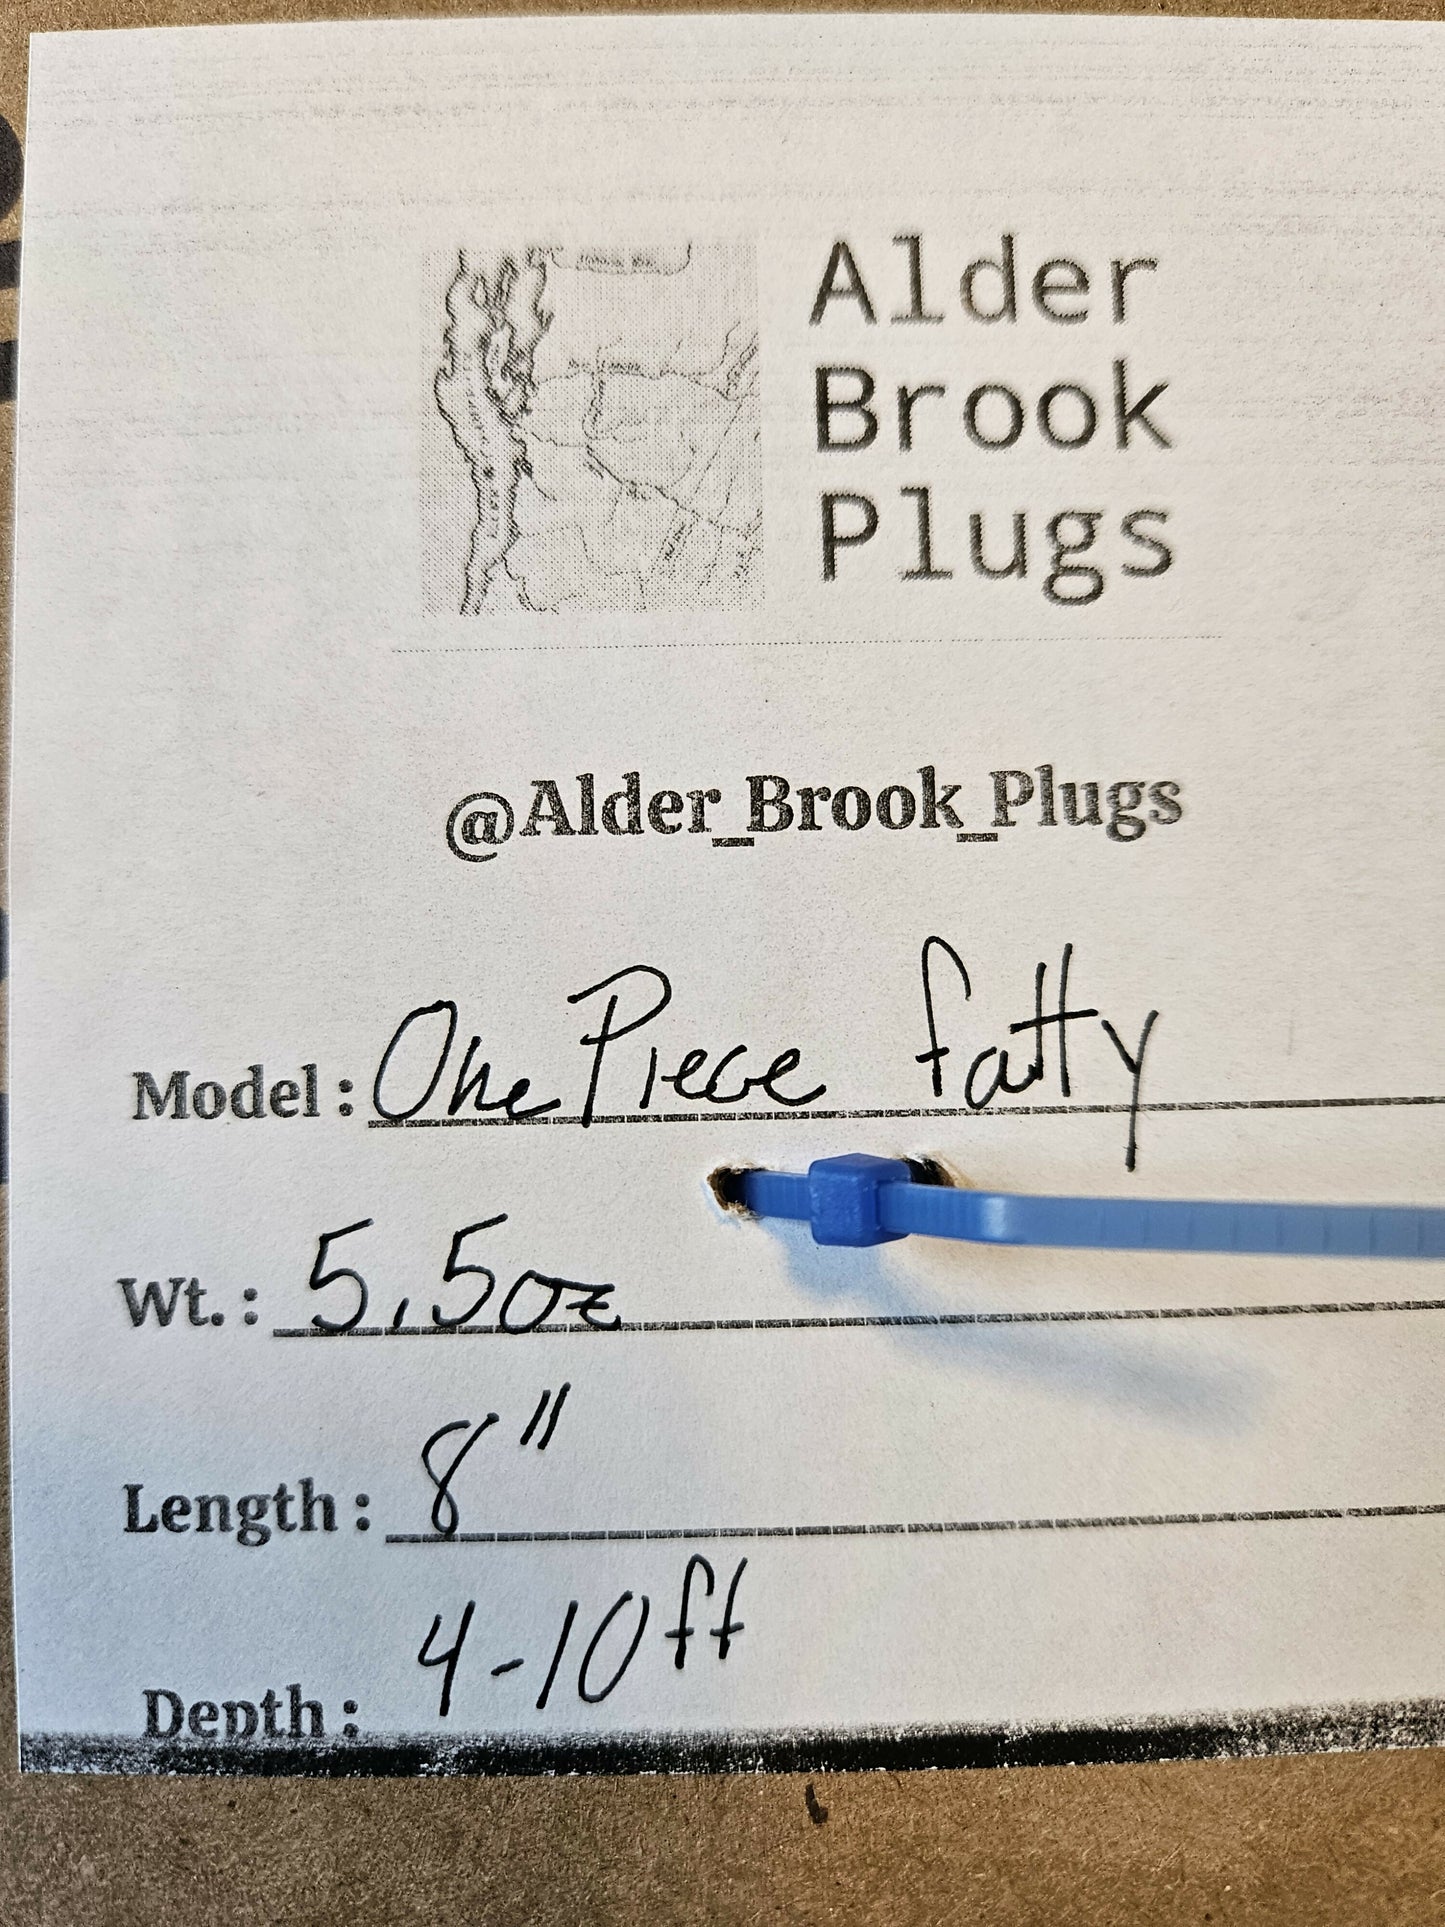 Alder
Brook
Plugs
@Alder_Brook_Plugs
Model: One Piece Fatty
Wt.: 5.5oz
Length: 8"
Depth: 4-10ft